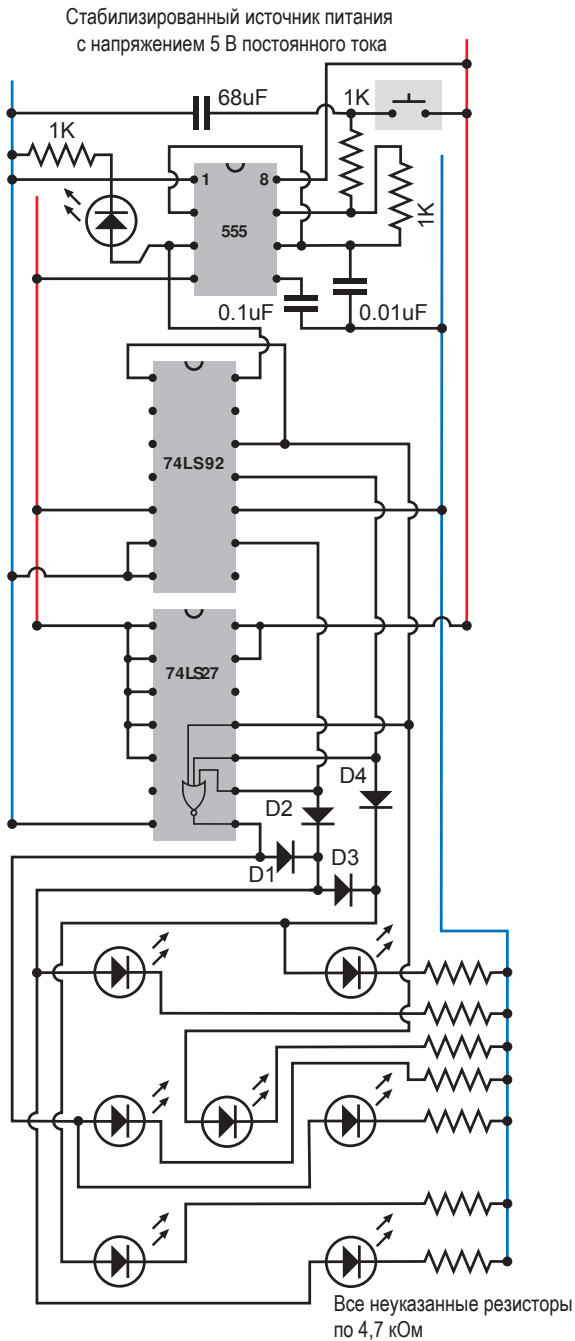 Стабилизированный источник питания
с напряжением 5 В постоянного тока
68uF
1K
1K
1
8
555
1K
0.1uF
0.01uF
74LS92
74LS27
D4
D2
D1
D3
Все неуказанные резисторы
по 4,7 кОм